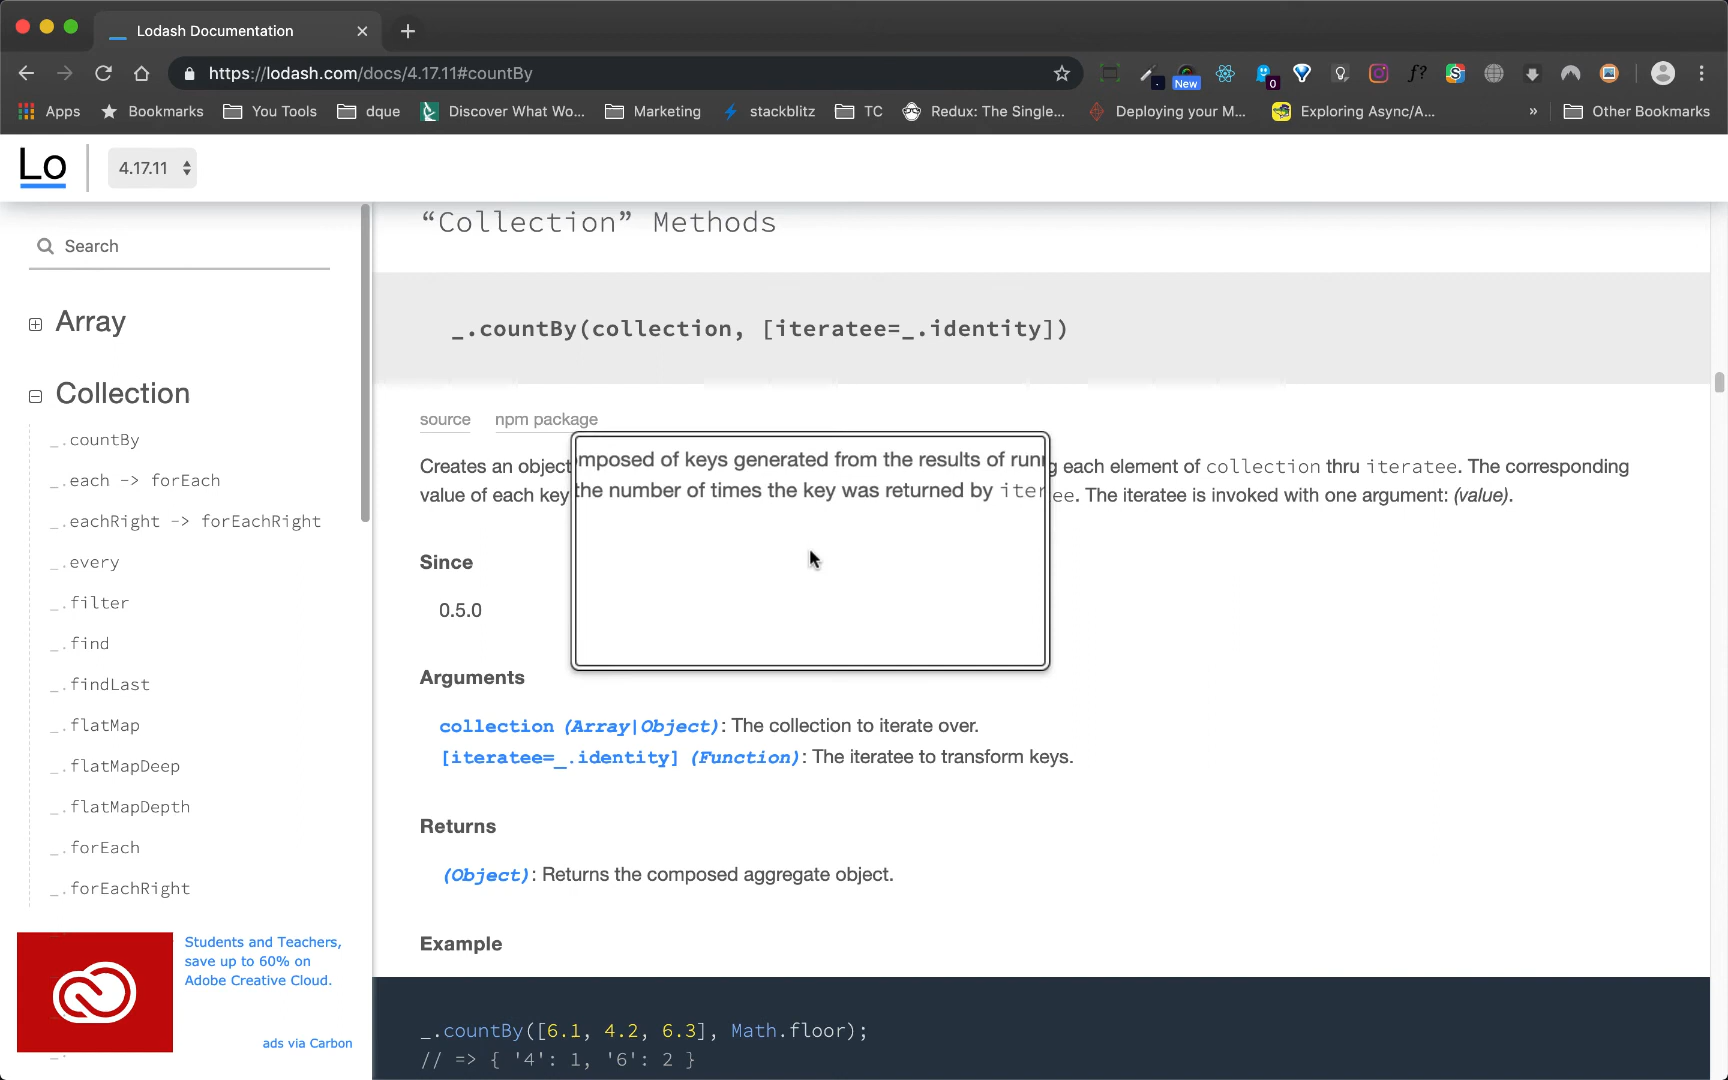 Lodash Documentation
https://lodash.com/docs/4.17.11#countBy
New
0
f?
Apps Bookmarks You Tools dque Discover What Wo... Marketing stackblitz TC Redux: The Single... Deploying your M... Exploring Async/A... » Other Bookmarks
Lo 4.17.11
Search
Array
Collection
_.countBy
_.each -> forEach
_.eachRight -> forEachRight
_.every
_.filter
_.find
_.findLast
_.flatMap
_.flatMapDeep
_.flatMapDepth
_.forEach
_.forEachRight
Students and Teachers,
save up to 60% on
Adobe Creative Cloud.
ads via Carbon
“Collection” Methods
_.countBy(collection, [iteratee=_.identity])
source npm package
Creates an object mposed of keys generated from the results of runn g each element of collection thru iteratee. The corresponding
value of each key the number of times the key was returned by iter ee. The iteratee is invoked with one argument: (value).
Since
0.5.0
Arguments
collection (Array|Object): The collection to iterate over.
[iteratee=_.identity] (Function): The iteratee to transform keys.
Returns
(Object): Returns the composed aggregate object.
Example
_.countBy([6.1, 4.2, 6.3], Math.floor);
// => { '4': 1, '6': 2 }